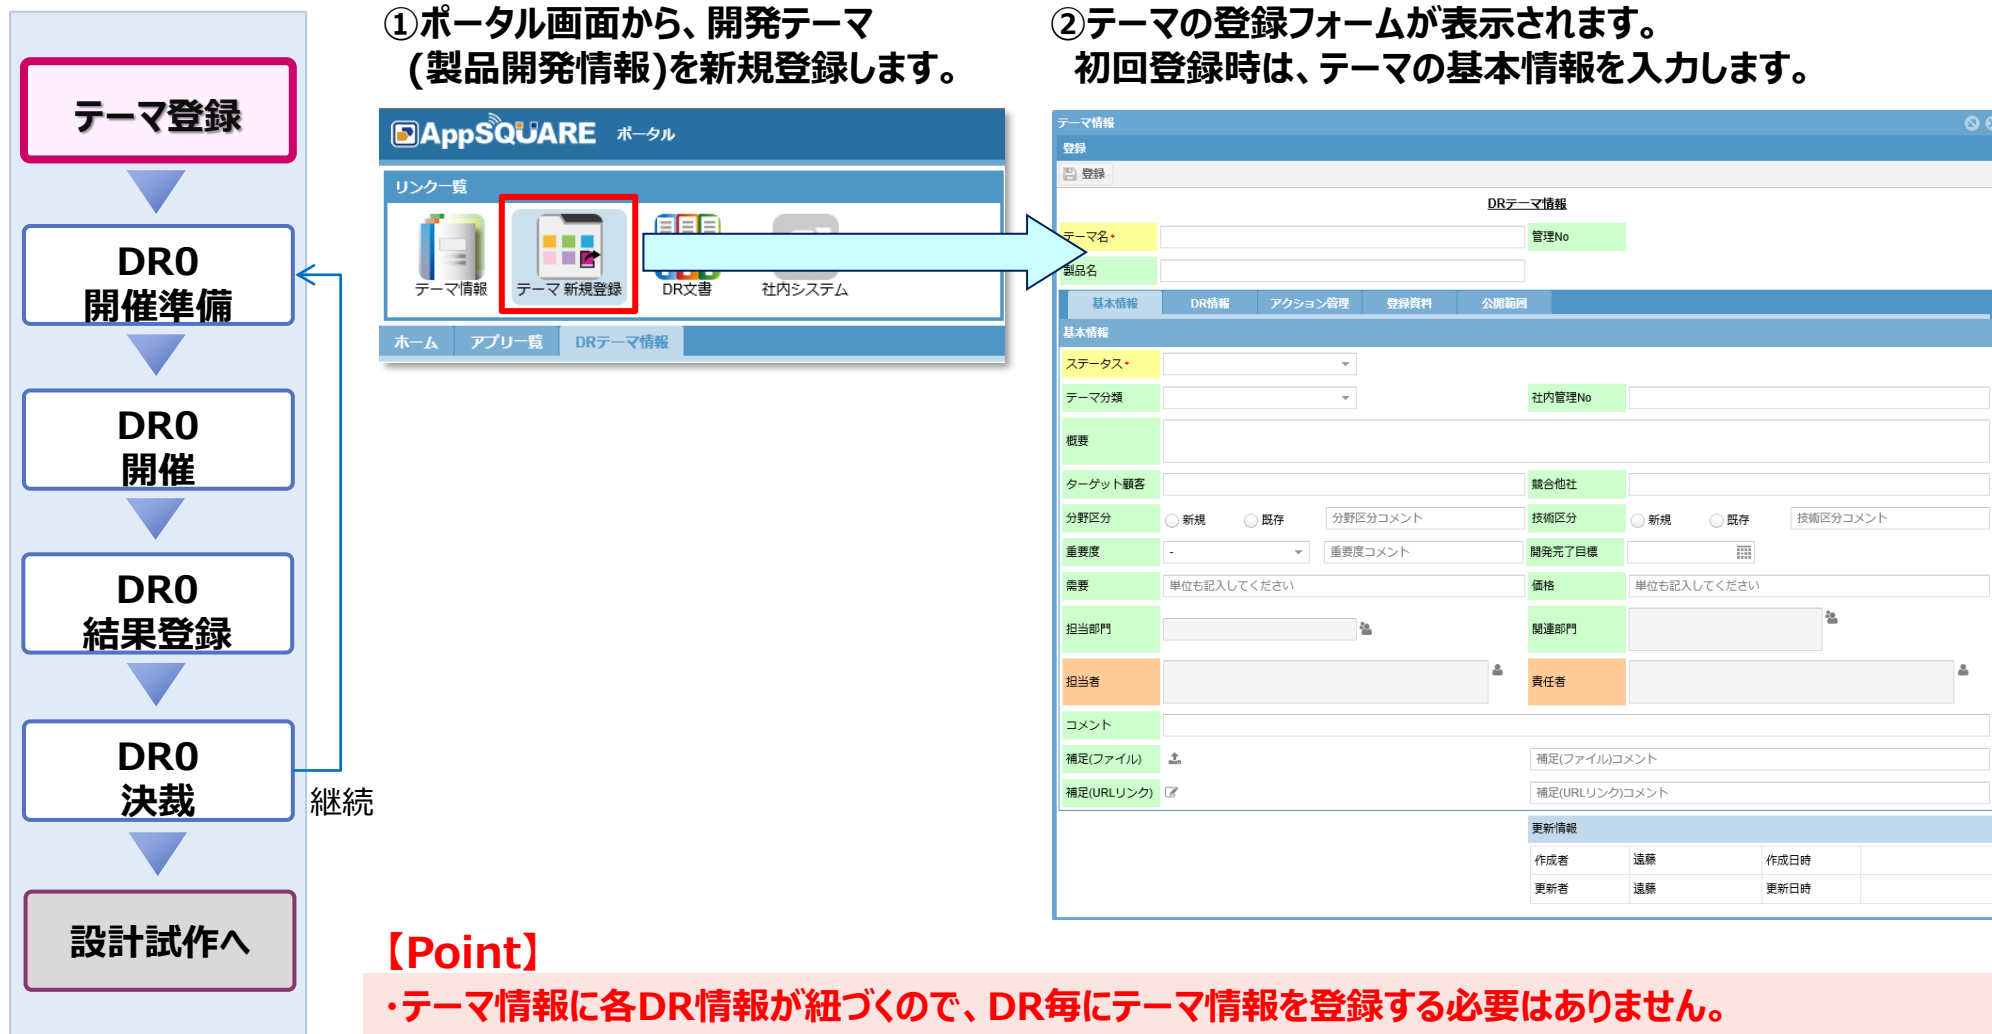 テーマ登録
DR0
開催準備
DR0
開催
DR0
結果登録
DR0
決裁
継続
設計試作へ
①ポータル画面から、開発テーマ
(製品開発情報)を新規登録します。
AppSQUARE ポータル
リンク一覧
テーマ情報 テーマ 新規登録 DR文書 社内システム
ホーム アプリ一覧 DRテーマ情報
②テーマの登録フォームが表示されます。
初回登録時は、テーマの基本情報を入力します。
テーマ情報
登録
登録
DRテーマ情報
テーマ名* 管理No
製品名
基本情報 DR情報 アクション管理 登録資料 公開範囲
基本情報
ステータス*
テーマ分類 社内管理No
概要
ターゲット顧客 競合他社
分野区分 新規 既存 分野区分コメント 技術区分 新規 既存 技術区分コメント
重要度 - 重要度コメント 開発完了目標
需要 単位も記入してください 価格 単位も記入してください
担当部門 関連部門
担当者 責任者
コメント
補足(ファイル) 補足(ファイル)コメント
補足(URLリンク) 補足(URLリンク)コメント
更新情報
作成者 遠藤 作成日時
更新者 遠藤 更新日時
【Point】
・テーマ情報に各DR情報が紐づくので、DR毎にテーマ情報を登録する必要はありません。